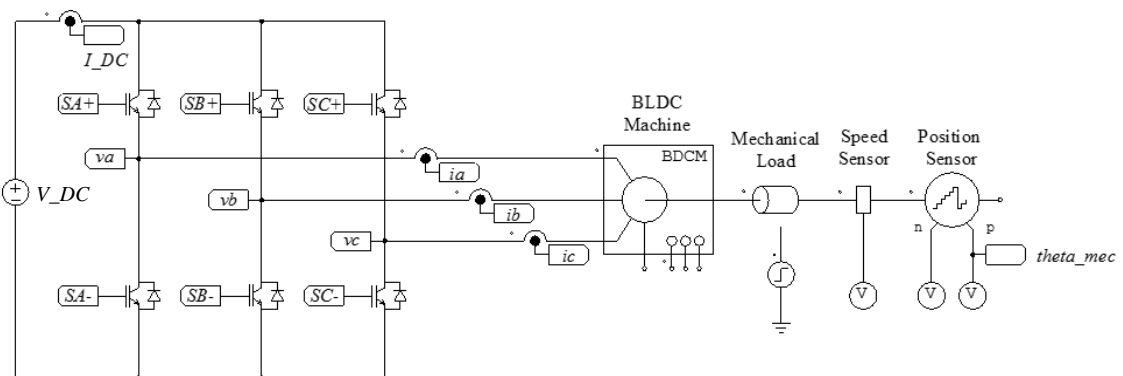 I_DC
SA+
SB+
SC+
BLDC
Machine
BDCM
Mechanical
Load
Speed
Sensor
Position
Sensor
va
ia
V_DC
vb
ib
vc
ic
n
p
theta_mec
SA-
SB-
SC-
V
V
V